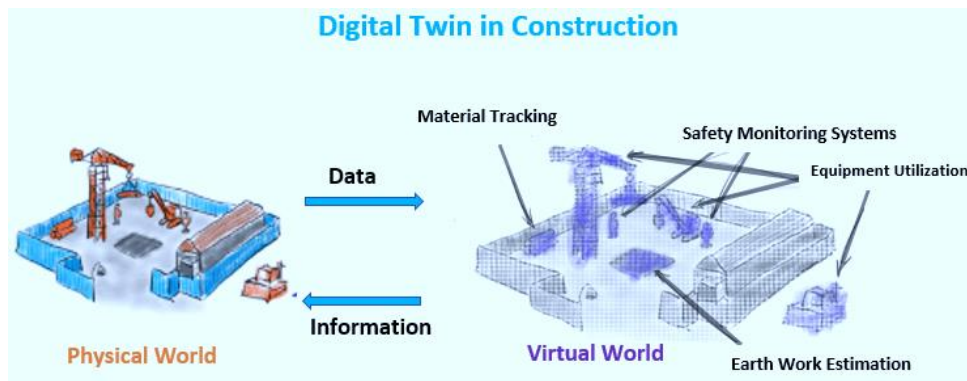 Digital Twin in Construction
Material Tracking
Safety Monitoring Systems
Data
Equipment Utilization
Information
Physical World
Virtual World
Earth Work Estimation